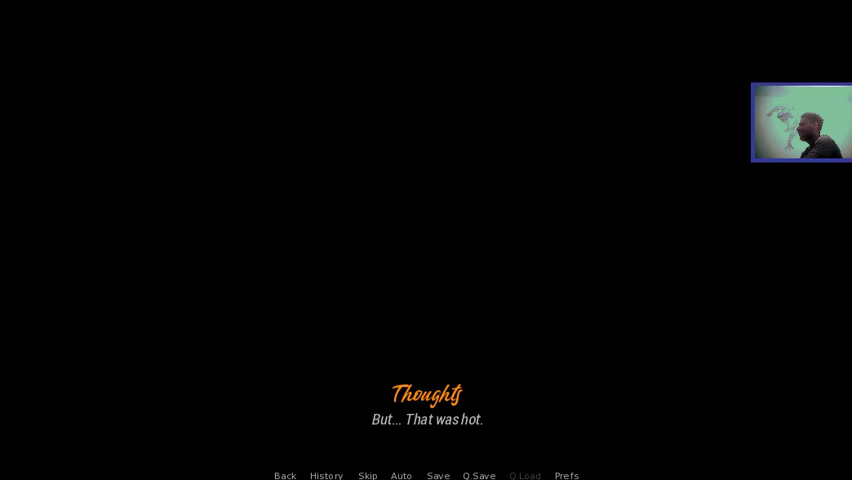 Thoughts
But... That was hot.
Back History Skip Auto Save Q.Save Q.Load Prefs